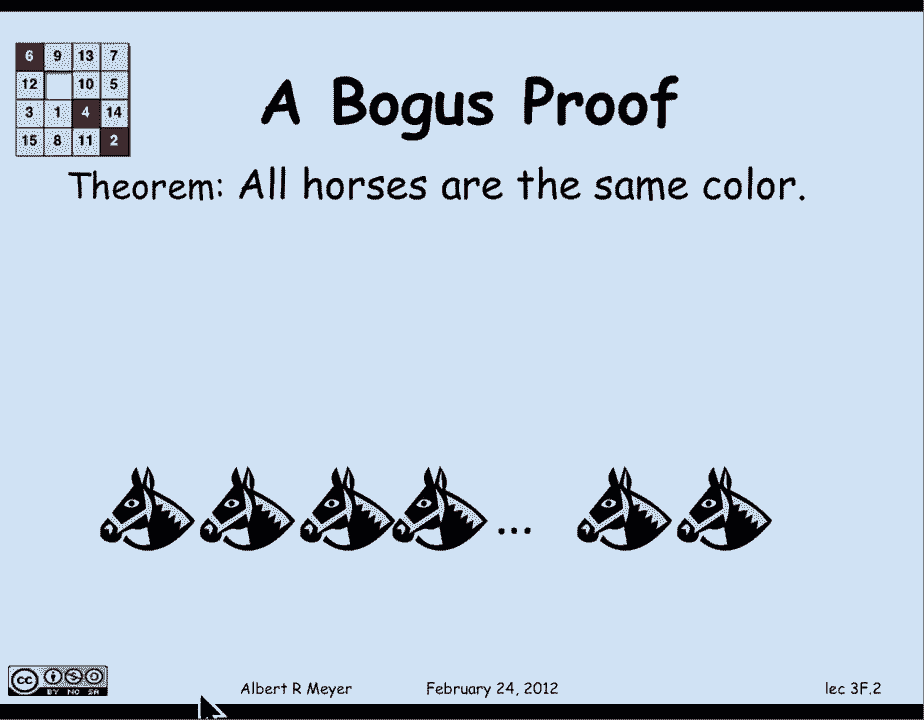 6 9 13 7
12 10 5
3 1 4 14
15 8 11 2
A Bogus Proof
Theorem: All horses are the same color.
...
cc BY NC SA
Albert R Meyer February 24, 2012 lec 3F.2